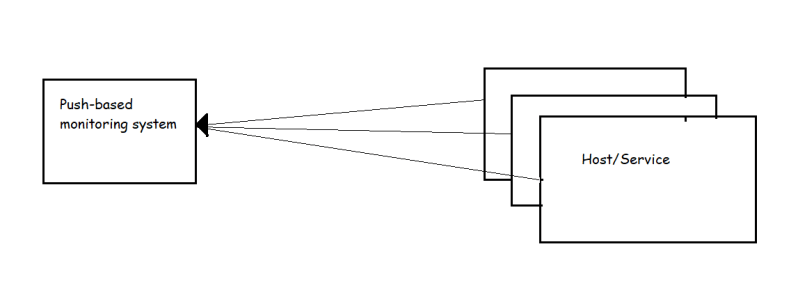 Push-based
monitoring system
Host/Service